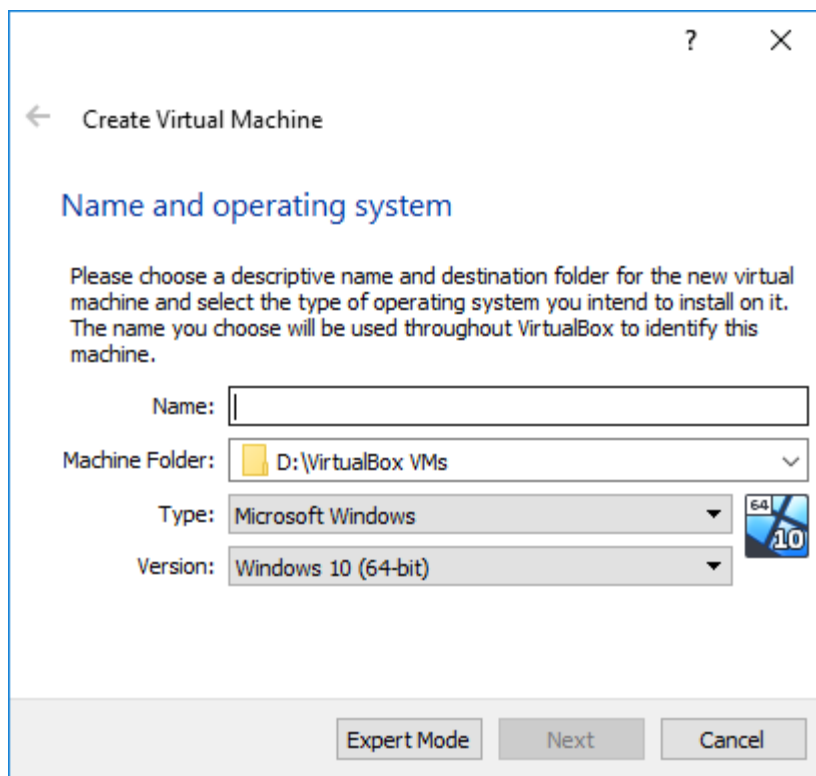 ?
Create Virtual Machine
Name and operating system
Please choose a descriptive name and destination folder for the new virtual
machine and select the type of operating system you intend to install on it.
The name you choose will be used throughout VirtualBox to identify this
machine.
Name:
Machine Folder: D:\VirtualBox VMs
Type: Microsoft Windows
64
10
Version: Windows 10 (64-bit)
Expert Mode Next Cancel